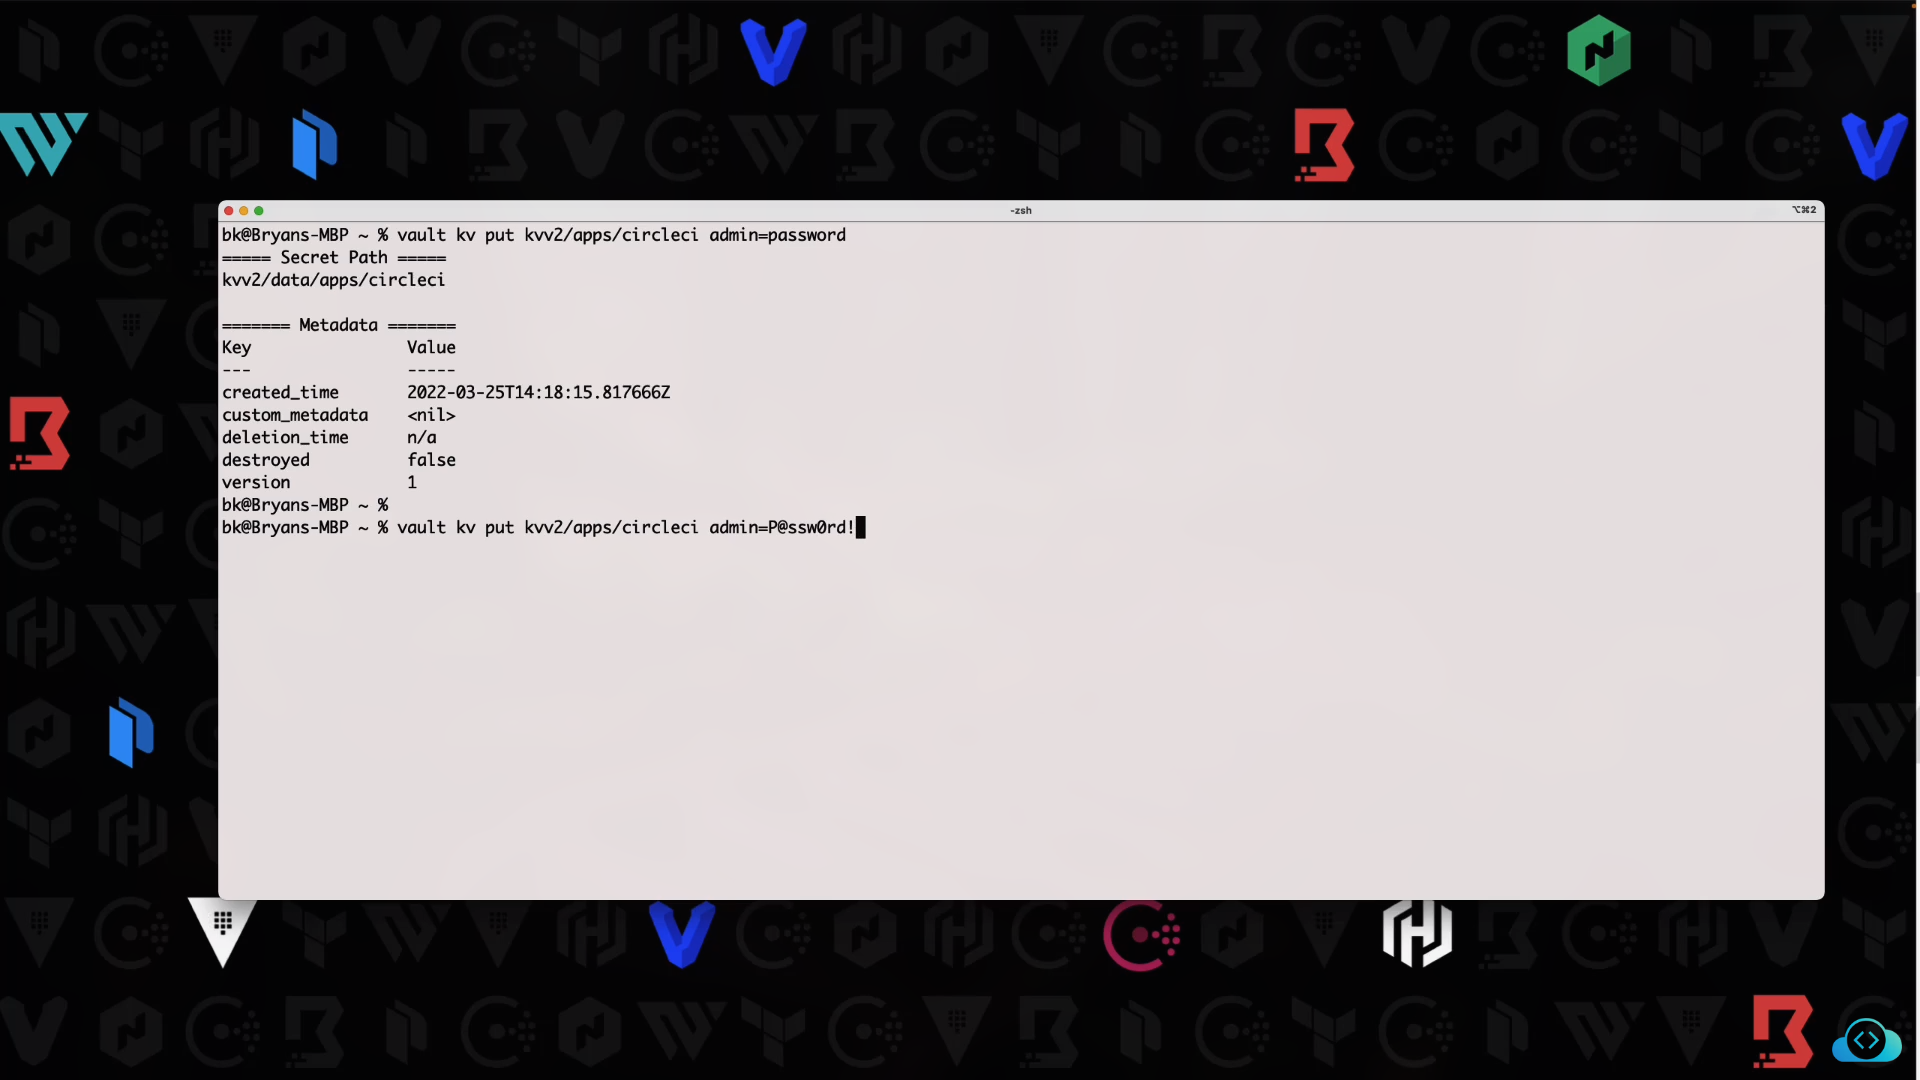 -zsh
⌥⌘2
bk@Bryans-MBP ~ % vault kv put kvv2/apps/circleci admin=password
===== Secret Path =====
kvv2/data/apps/circleci
======= Metadata =======
Key                Value
---                -----
created_time       2022-03-25T14:18:15.817666Z
custom_metadata    <nil>
deletion_time      n/a
destroyed          false
version            1
bk@Bryans-MBP ~ %
bk@Bryans-MBP ~ % vault kv put kvv2/apps/circleci admin=P@ssw0rd!